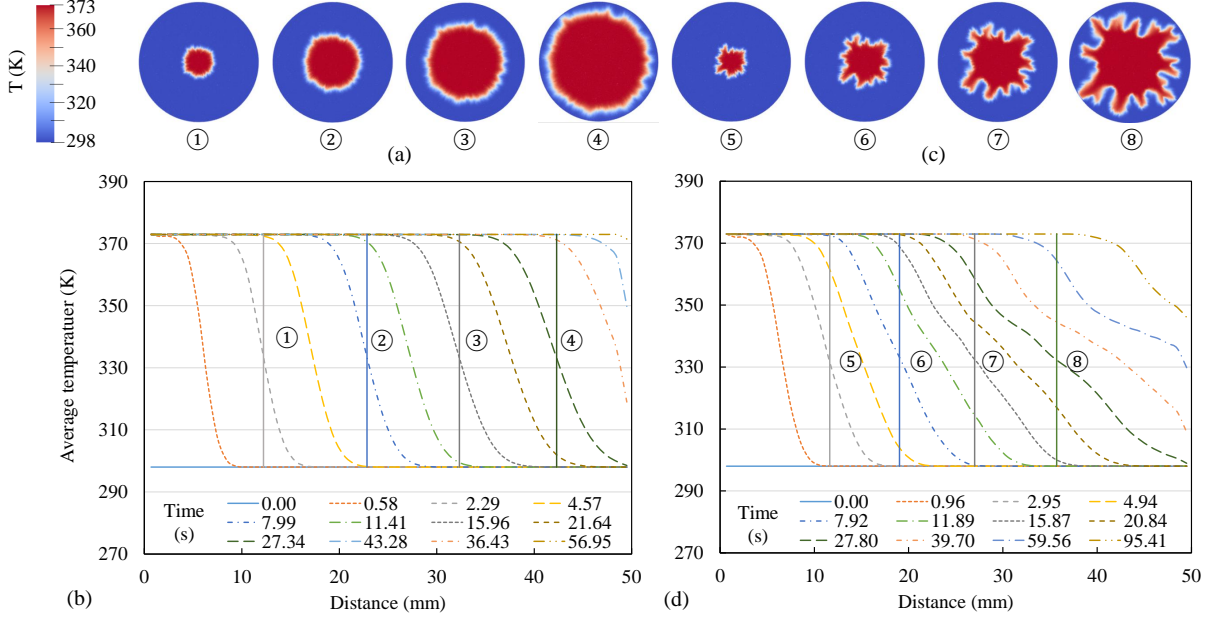 T (K)
373
360
340
320
298
① ② ③ ④ ⑤ ⑥ ⑦ ⑧
(a) (c)
Average temperatuer (K)
390
370
350
330
310
290
270
① ② ③ ④
Time (s)
0.00 0.58 2.29 4.57
7.99 11.41 15.96 21.64
27.34 43.28 36.43 56.95
0 10 20 30 40 50
(b) Distance (mm)
390
370
350
330
310
290
270
⑤ ⑥ ⑦ ⑧
Time (s)
0.00 0.96 2.95 4.94
7.92 11.89 15.87 20.84
27.80 39.70 59.56 95.41
0 10 20 30 40 50
(d) Distance (mm)